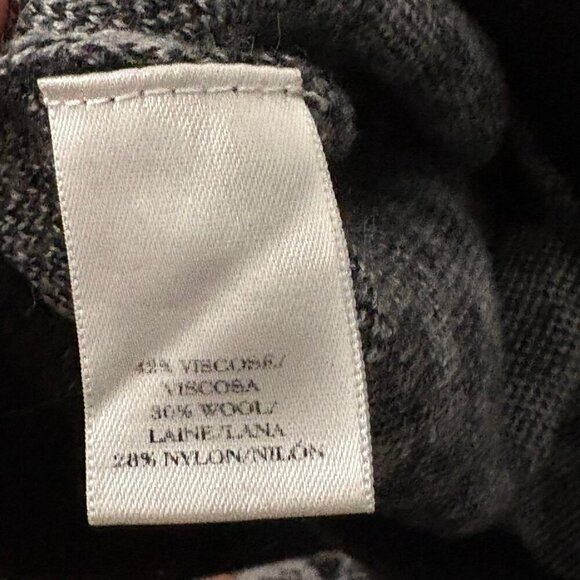 42% VISCOSE/
VISCOSA
30% WOOL/
LAINE/LANA
28% NYLON/NILÓN